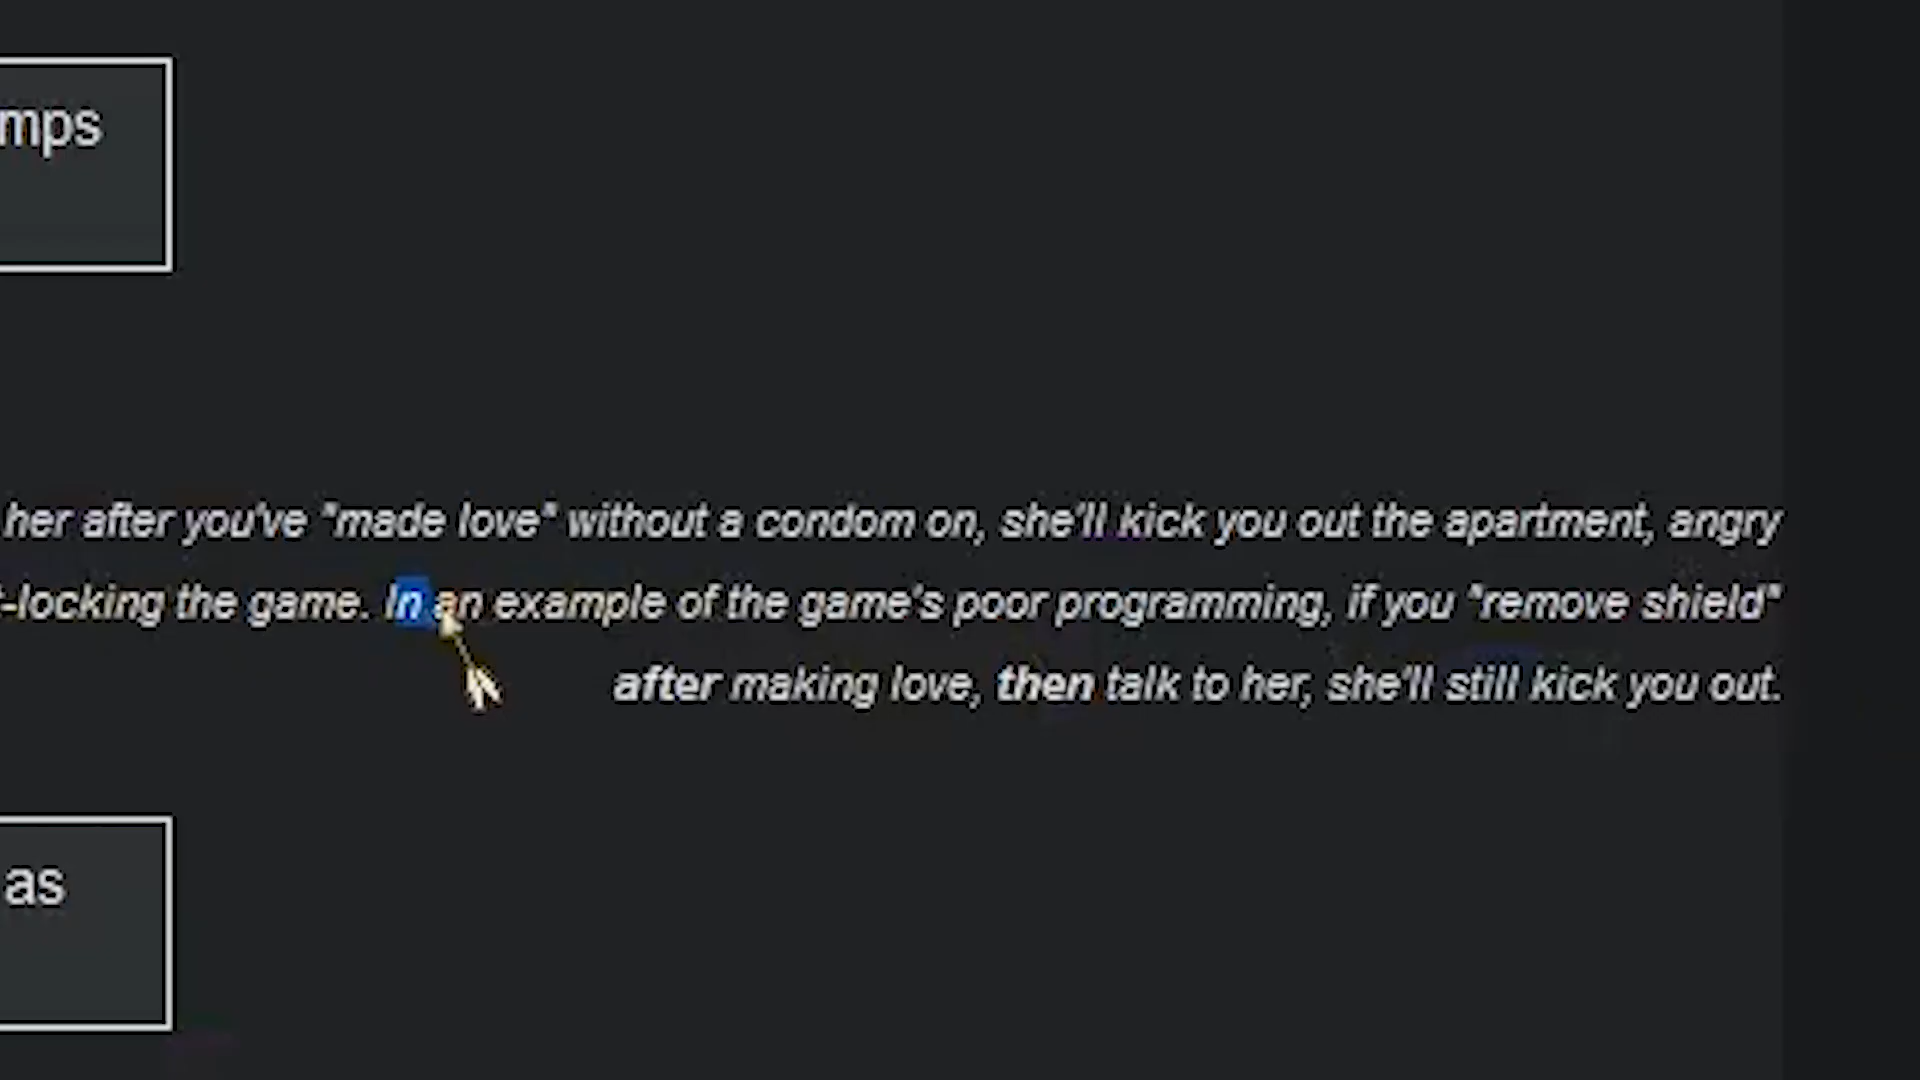 mps
her after you've "made love" without a condom on, she'll kick you out the apartment, angry
-locking the game. In an example of the game's poor programming, if you "remove shield"
after making love, then talk to her, she'll still kick you out.
as